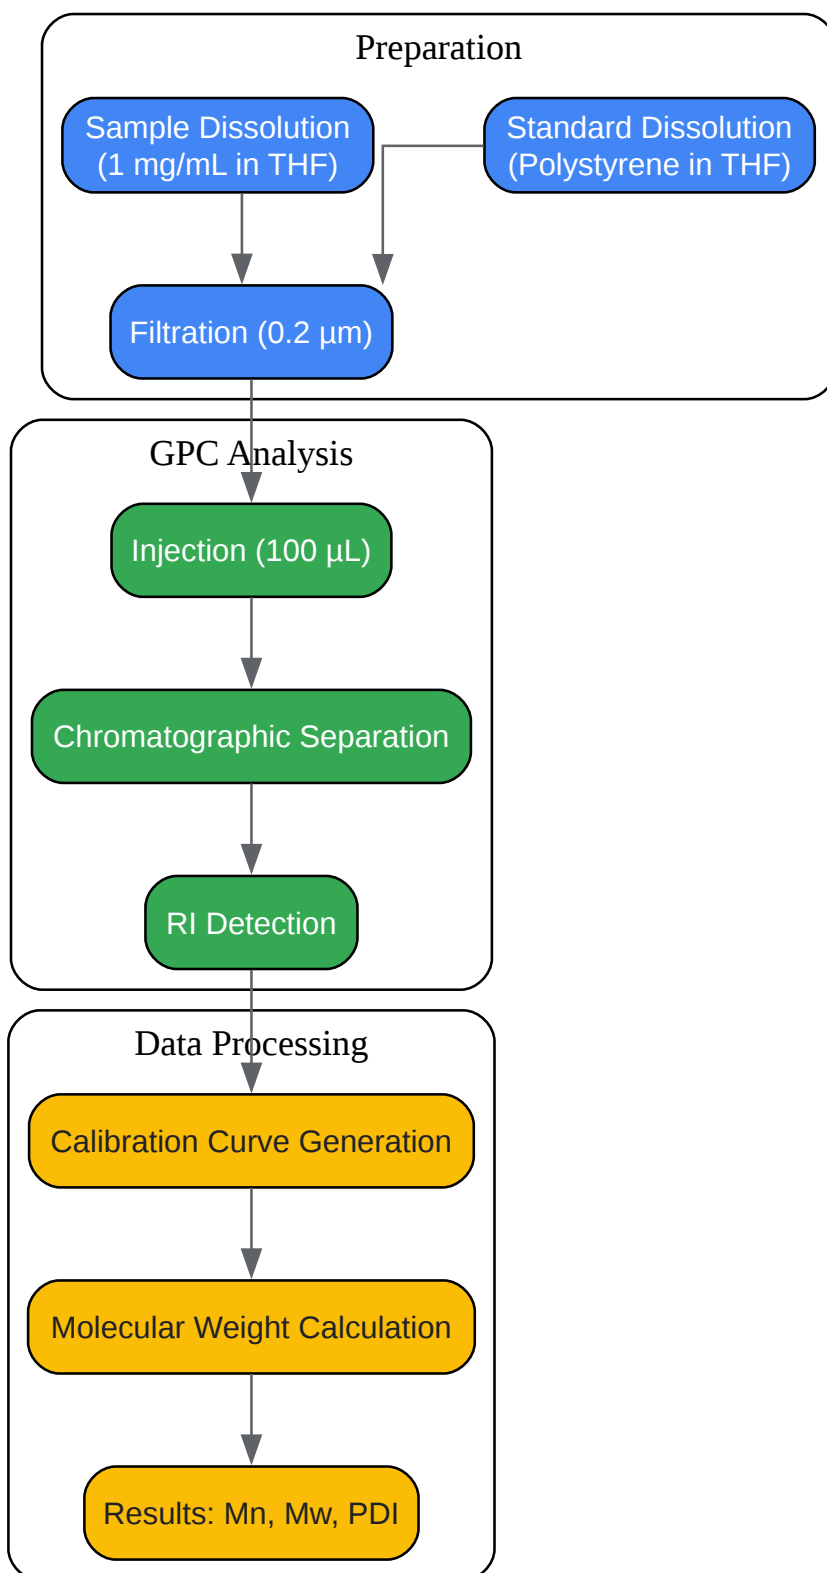 Preparation
Sample Dissolution
(1 mg/mL in THF)
Standard Dissolution
(Polystyrene in THF)
Filtration (0.2 µm)
GPC Analysis
Injection (100 µL)
Chromatographic Separation
RI Detection
Data Processing
Calibration Curve Generation
Molecular Weight Calculation
Results: Mn, Mw, PDI